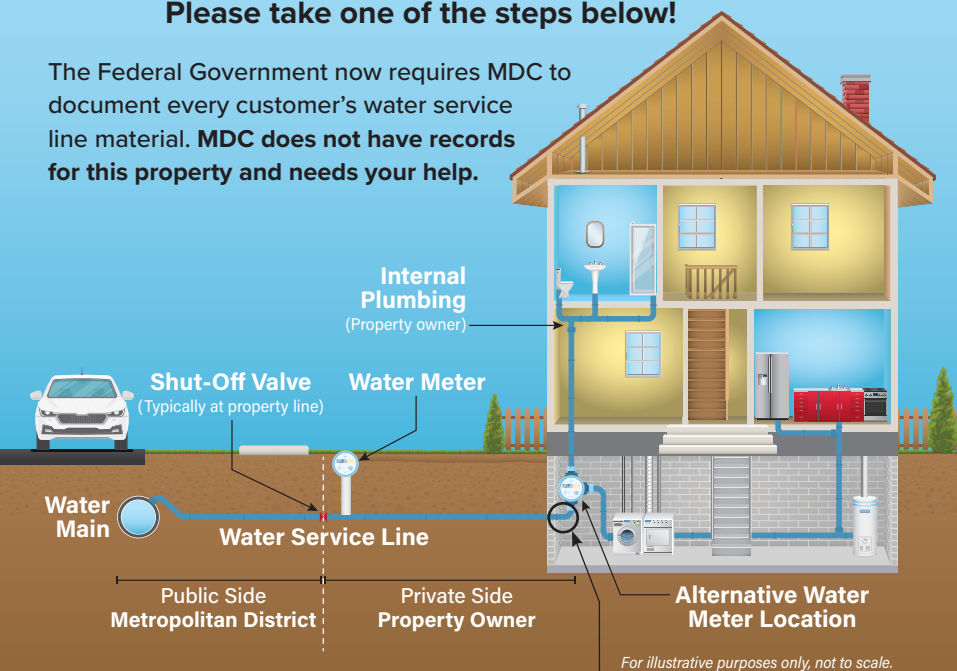 Please take one of the steps below!
The Federal Government now requires MDC to
document every customer's water service
line material. MDC does not have records
for this property and needs your help.
Internal
Plumbing
(Property owner)
Shut-Off Valve
(Typically at property line)
Water Meter
Water
Main
Water Service Line
Public Side
Metropolitan District
Private Side
Property Owner
Alternative Water
Meter Location
For illustrative purposes only, not to scale.